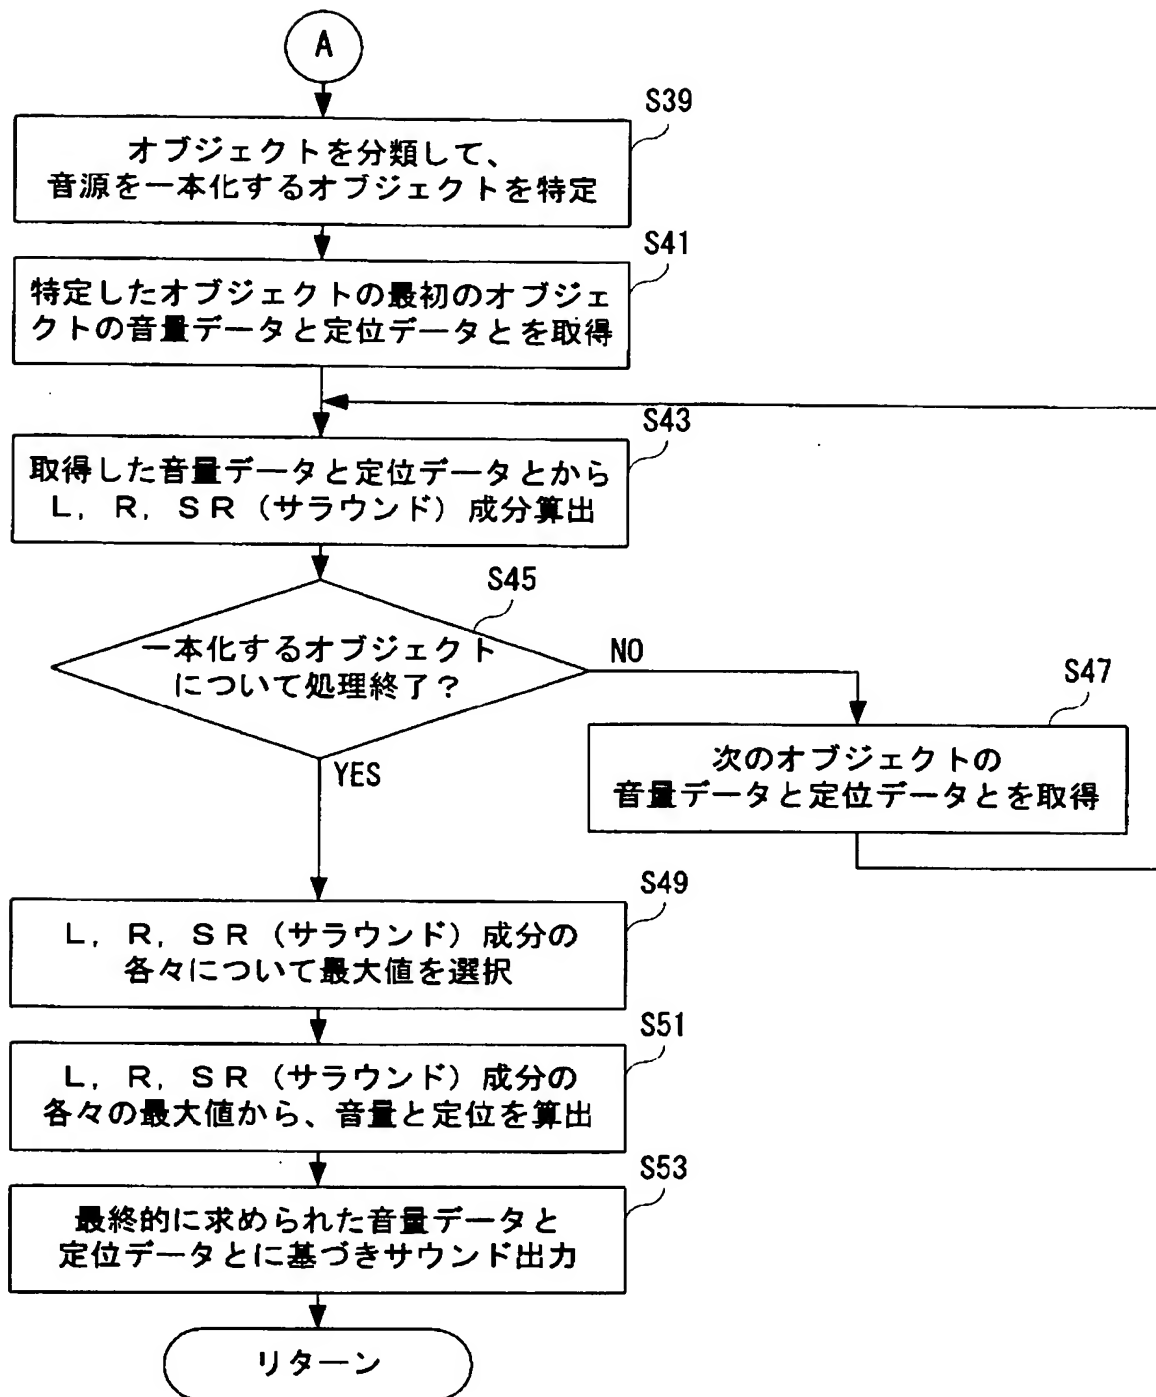 A
S39
オブジェクトを分類して、
音源を一本化するオブジェクトを特定
S41
特定したオブジェクトの最初のオブジェ
クトの音量データと定位データとを取得
S43
取得した音量データと定位データとから
L, R, SR(サラウンド)成分算出
S45
一本化するオブジェクト
について処理終了?
NO
YES
S47
次のオブジェクトの
音量データと定位データとを取得
S49
L, R, SR(サラウンド)成分の
各々について最大値を選択
S51
L, R, SR(サラウンド)成分の
各々の最大値から、音量と定位を算出
S53
最終的に求められた音量データと
定位データとに基づきサウンド出力
リターン